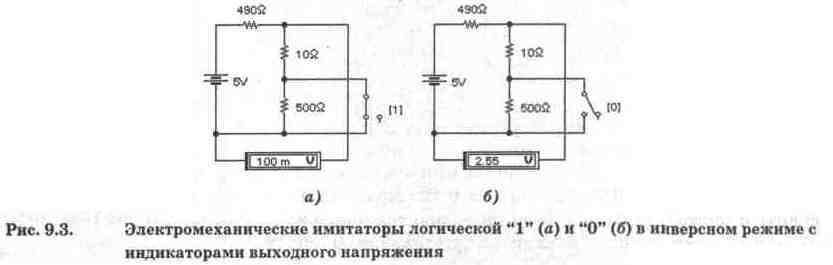 490Ω
490Ω
10Ω
10Ω
5V
5V
500Ω
[1]
500Ω
[0]
100 m V
2.55 V
а)
б)
Рис. 9.3. Электромеханические имитаторы логической “1” (а) и “0” (б) в инверсном режиме с
индикаторами выходного напряжения